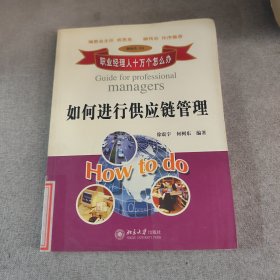 职业经理人十万个怎么办
Guide for professional
managers
如何进行供应链管理
How to do
北京大学出版社